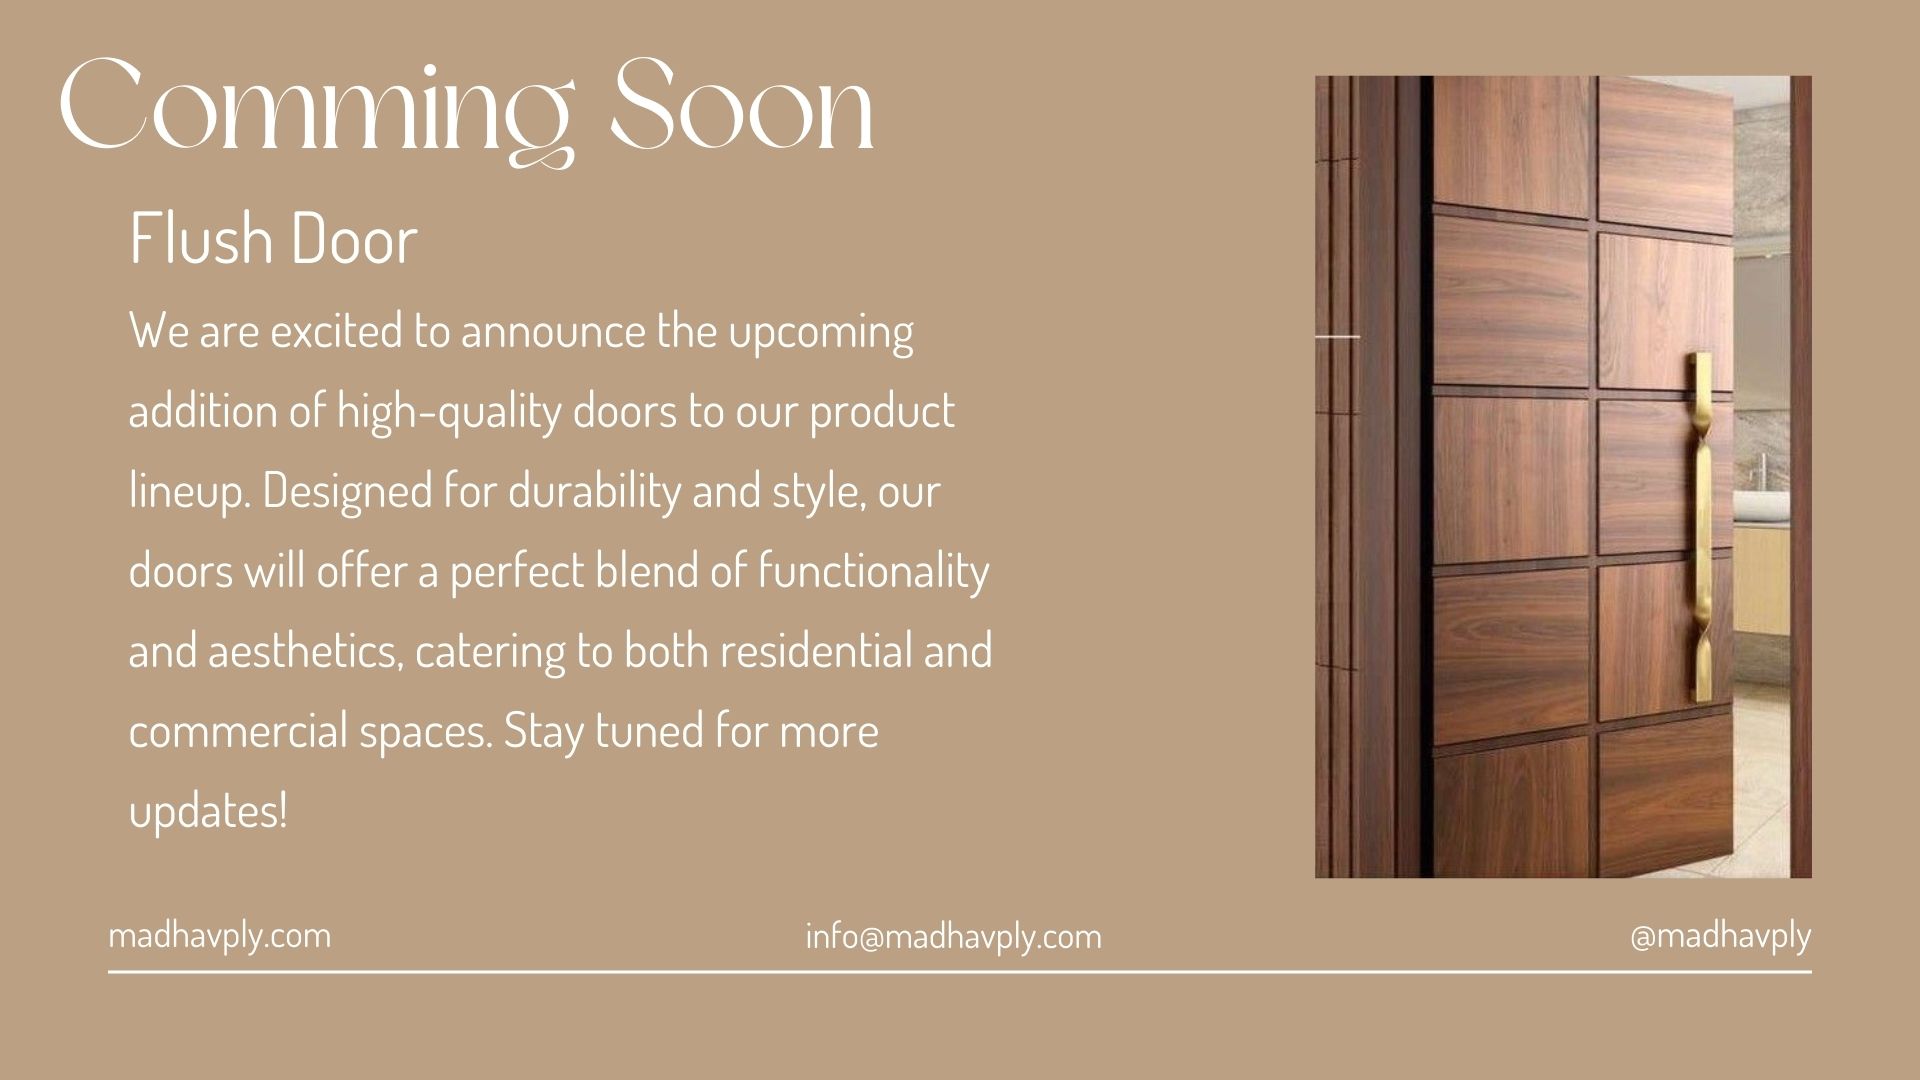 Comming Soon
Flush Door
We are excited to announce the upcoming
addition of high-quality doors to our product
lineup. Designed for durability and style, our
doors will offer a perfect blend of functionality
and aesthetics, catering to both residential and
commercial spaces. Stay tuned for more
updates!
madhavply.com
info@madhavply.com
@madhavply